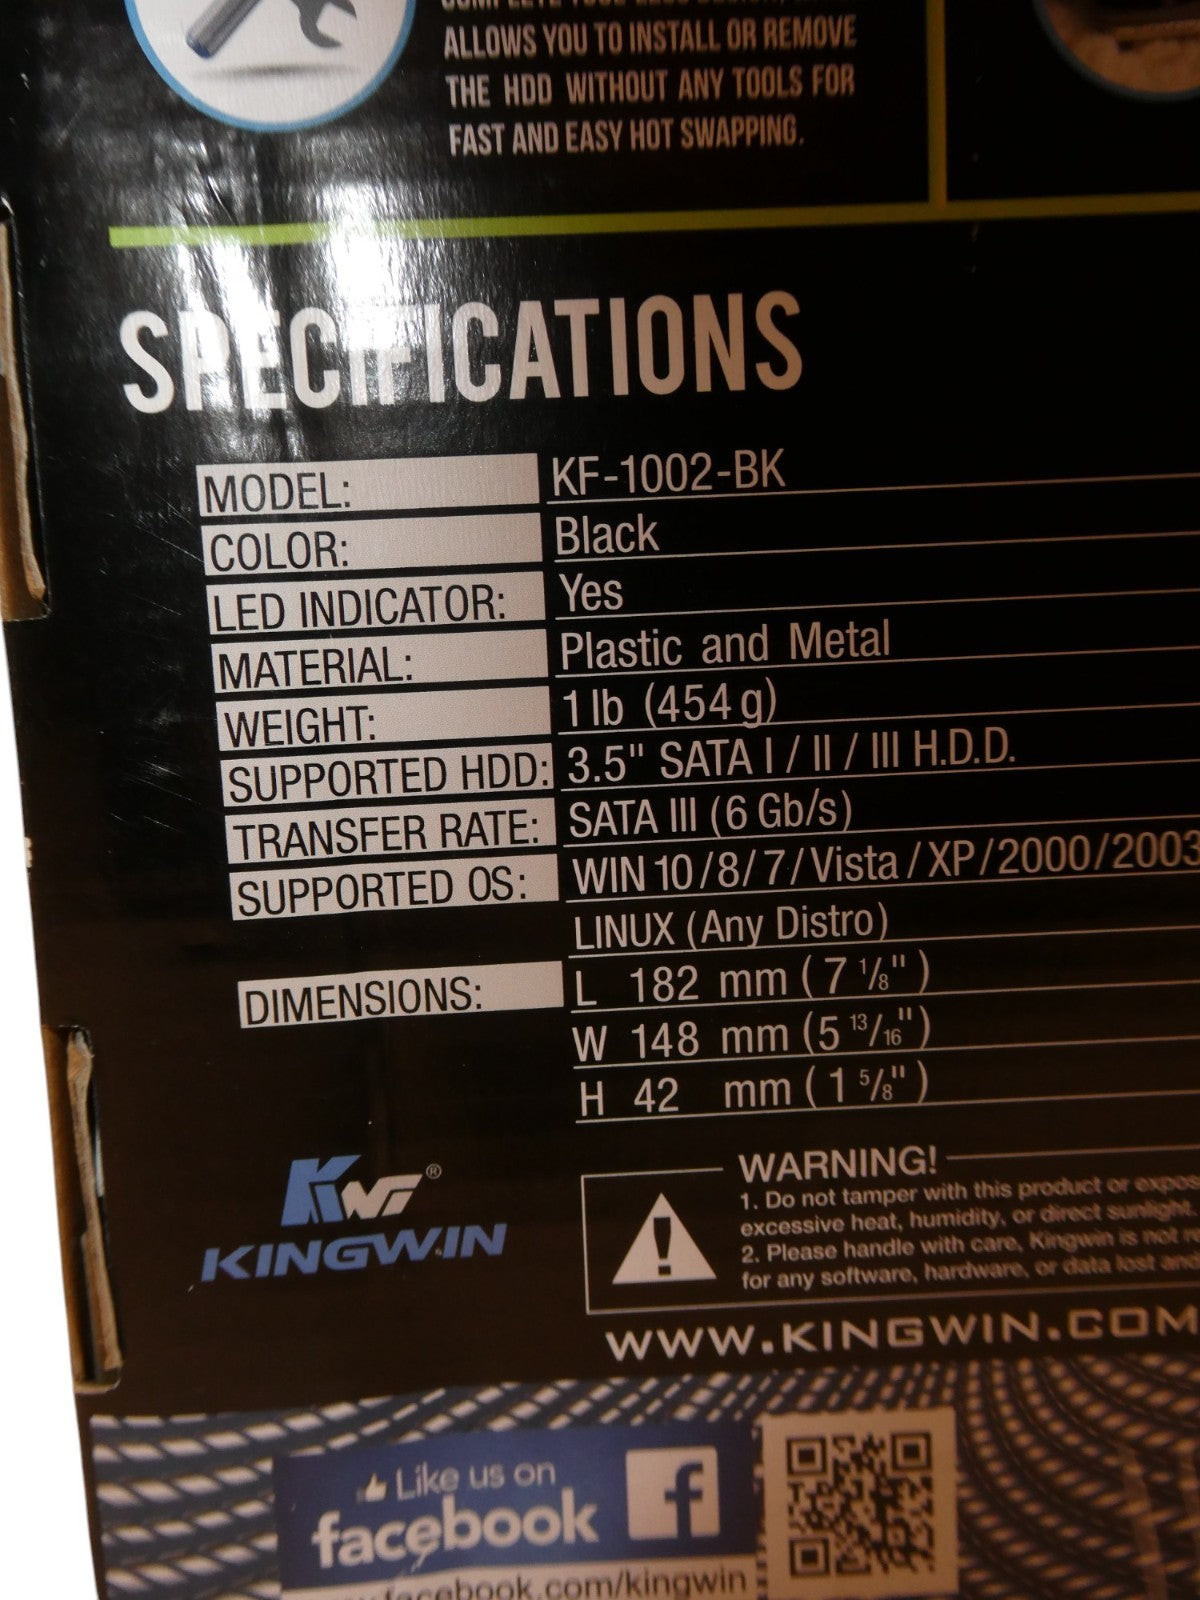 ALLOWS YOU TO INSTALL OR REMOVE
THE HDD WITHOUT ANY TOOLS FOR
FAST AND EASY HOT SWAPPING.
SPECIFICATIONS
MODEL: KF-1002-BK
COLOR: Black
LED INDICATOR: Yes
MATERIAL: Plastic and Metal
WEIGHT: 1 lb (454 g)
SUPPORTED HDD: 3.5" SATA I / II / III H.D.D.
TRANSFER RATE: SATA III (6 Gb/s)
SUPPORTED OS: WIN 10/8/7/Vista/XP/2000/2003
LINUX (Any Distro)
DIMENSIONS: L 182 mm ( 7 1/8" )
W 148 mm (5 13/16" )
H 42 mm ( 1 5/8" )
KW®
KINGWIN
WARNING!
1. Do not tamper with this product or expos
excessive heat, humidity, or direct sunlight.
2. Please handle with care, Kingwin is not re
for any software, hardware, or data lost and
WWW.KINGWIN.COM
Like us on
facebook
f
facebook.com/kingwin